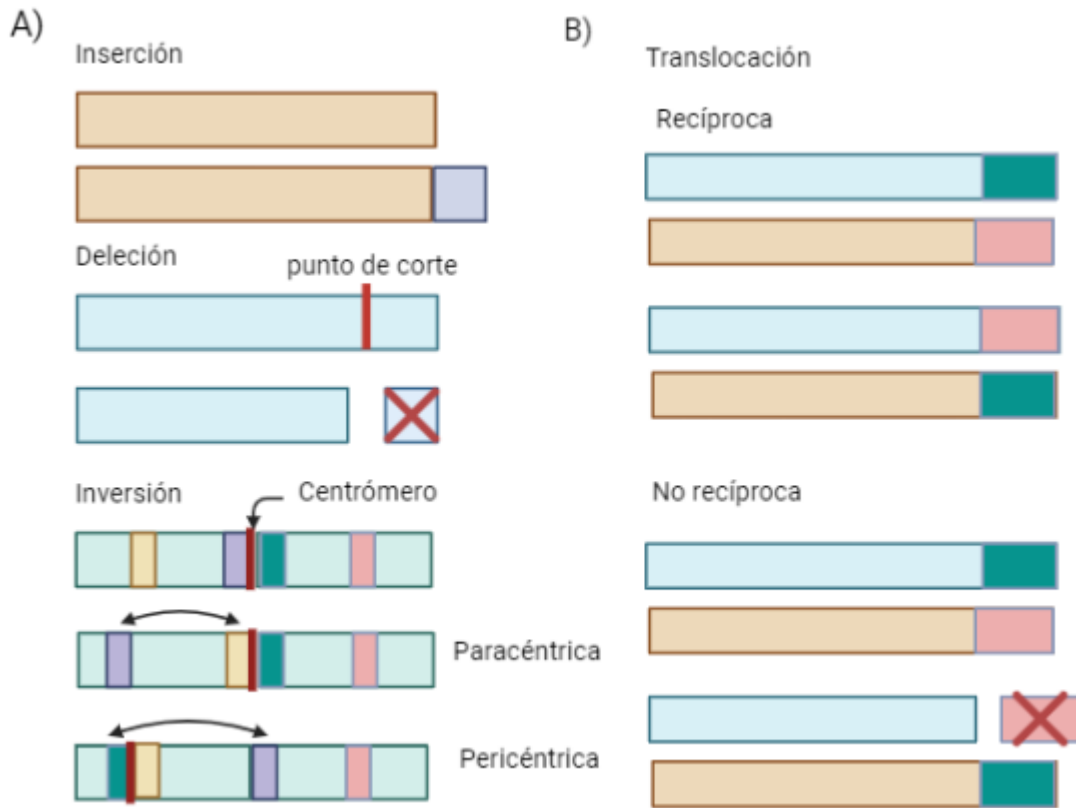 A)
Inserción
Deleción
punto de corte
Inversión
Centrómero
Paracéntrica
Pericéntrica
B)
Translocación
Recíproca
No recíproca